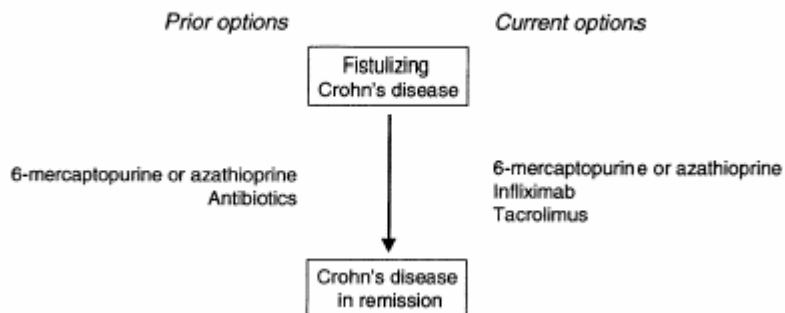 Prior options
Current options
Fistulizing
Crohn's disease
6-mercaptopurine or azathioprine
Antibiotics
6-mercaptopurine or azathioprine
Infliximab
Tacrolimus
Crohn's disease
in remission